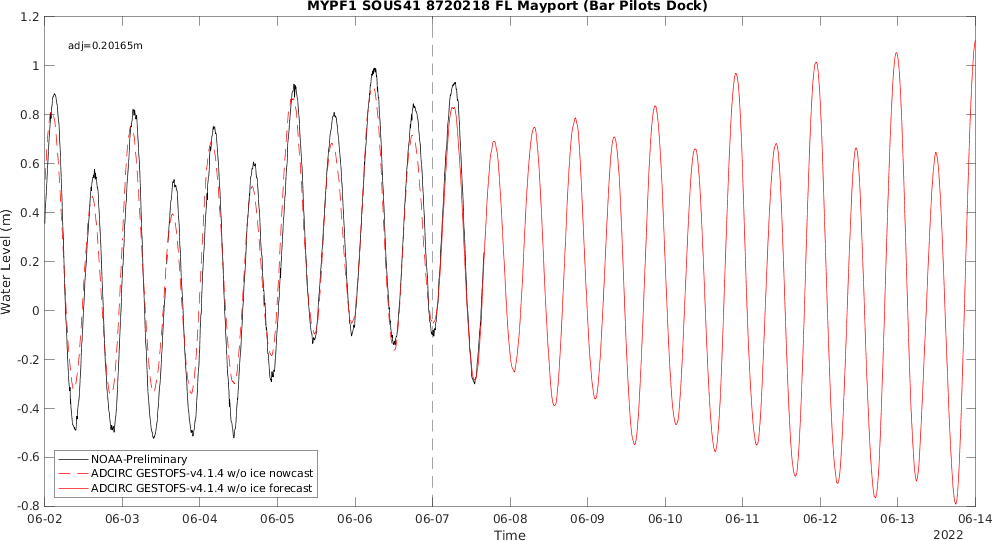 MYPF1 SOUS41 8720218 FL Mayport (Bar Pilots Dock)
adj=0.20165m
1.2
1
0.8
0.6
0.4
0.2
0
-0.2
-0.4
-0.6
-0.8
Water Level (m)
NOAA-Preliminary
ADCIRC GESTOFS-v4.1.4 w/o ice nowcast
ADCIRC GESTOFS-v4.1.4 w/o ice forecast
06-02 06-03 06-04 06-05 06-06 06-07 06-08 06-09 06-10 06-11 06-12 06-13 06-14
Time
2022